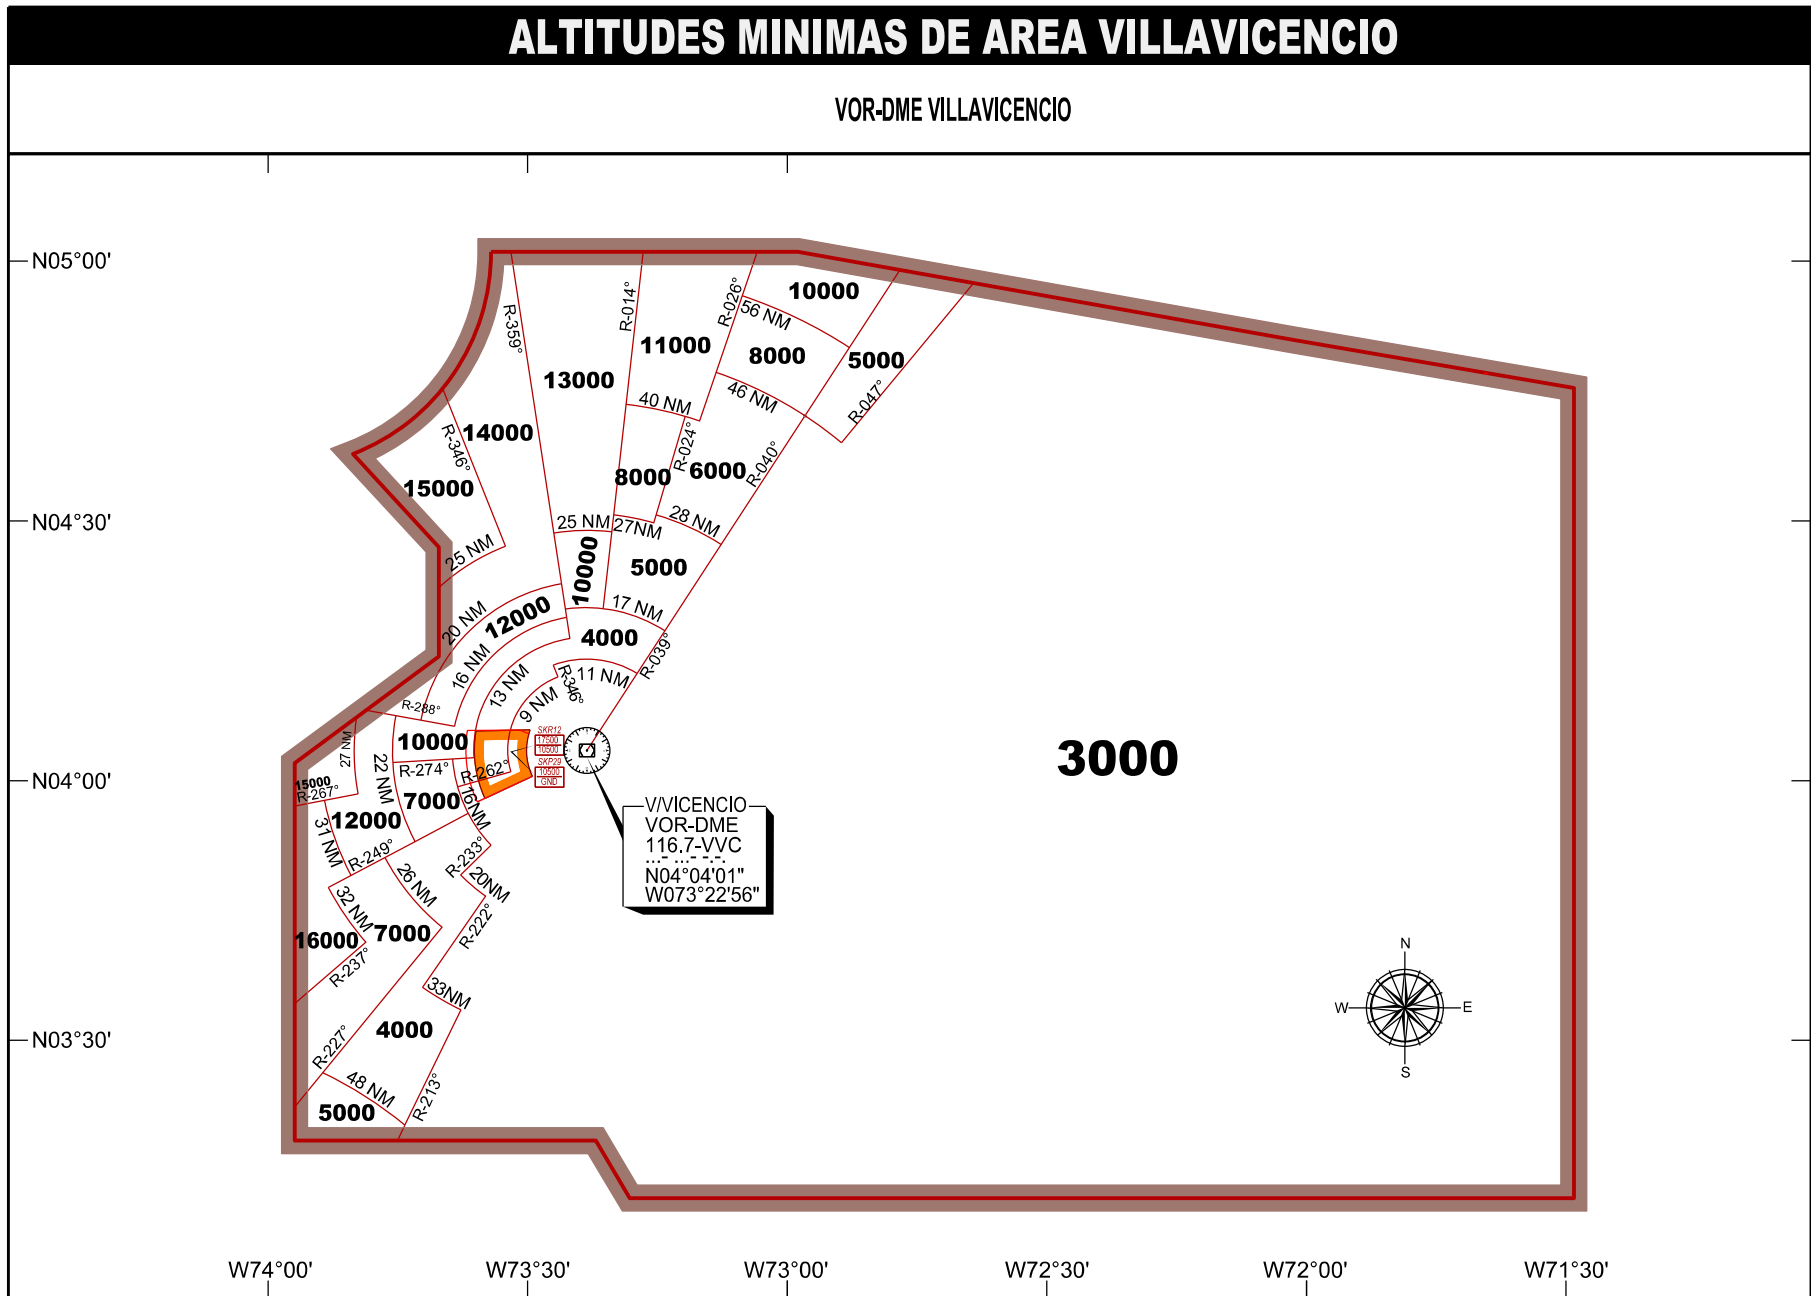 ALTITUDES MINIMAS DE AREA VILLAVICENCIO
VOR-DME VILLAVICENCIO
N05°00'
N04°30'
N04°00'
N03°30'
W74°00'
W73°30'
W73°00'
W72°30'
W72°00'
W71°30'
R-359°
R-014°
R-026°
10000
56 NM
11000
8000
5000
13000
46 NM
R-047°
40 NM
14000
R-346°
R-024°
R-040°
15000
8000
6000
25 NM
25 NM
27NM
28 NM
10000
5000
17 NM
20 NM
12000
4000
16 NM
R-039°
13 NM
R-346°
11 NM
9 NM
R-288°
27 NM
10000
22 NM
R-274°
R-262°
SKR12
17500
10500
SKP29
10500
GND
3000
15000
R-267°
7000
16NM
12000
31 NM
R-249°
R-233°
26 NM
20NM
V/VICENCIO
VOR-DME
116.7-VVC
...- ...- -.-.
N04°04'01"
W073°22'56"
32 NM
16000
7000
R-222°
R-237°
33NM
4000
R-227°
48 NM
R-213°
5000
N
W
E
S